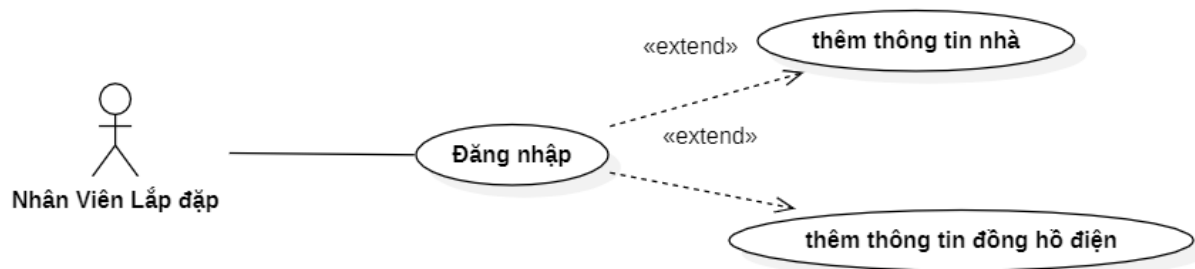 «extend»
thêm thông tin nhà
«extend»
Đăng nhập
Nhân Viên Lắp đặp
thêm thông tin đồng hồ điện